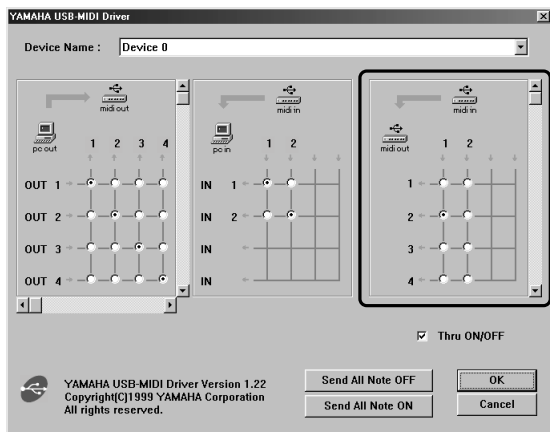 YAMAHA USB-MIDI Driver
Device Name : Device 0
midi out
pc out
1 2 3 4
OUT 1
OUT 2
OUT 3
OUT 4
midi in
pc in
1 2
IN 1
IN 2
IN
IN
midi in
midi out
1 2
1
2
3
4
Thru ON/OFF
YAMAHA USB-MIDI Driver Version 1.22
Copyright(C)1999 YAMAHA Corporation
All rights reserved.
Send All Note OFF
Send All Note ON
OK
Cancel